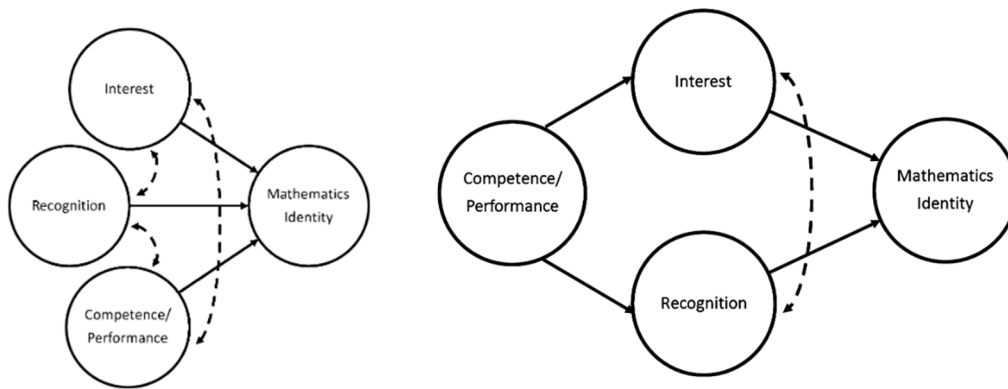 Interest
Recognition
Mathematics
Identity
Competence/
Performance
Interest
Competence/
Performance
Mathematics
Identity
Recognition